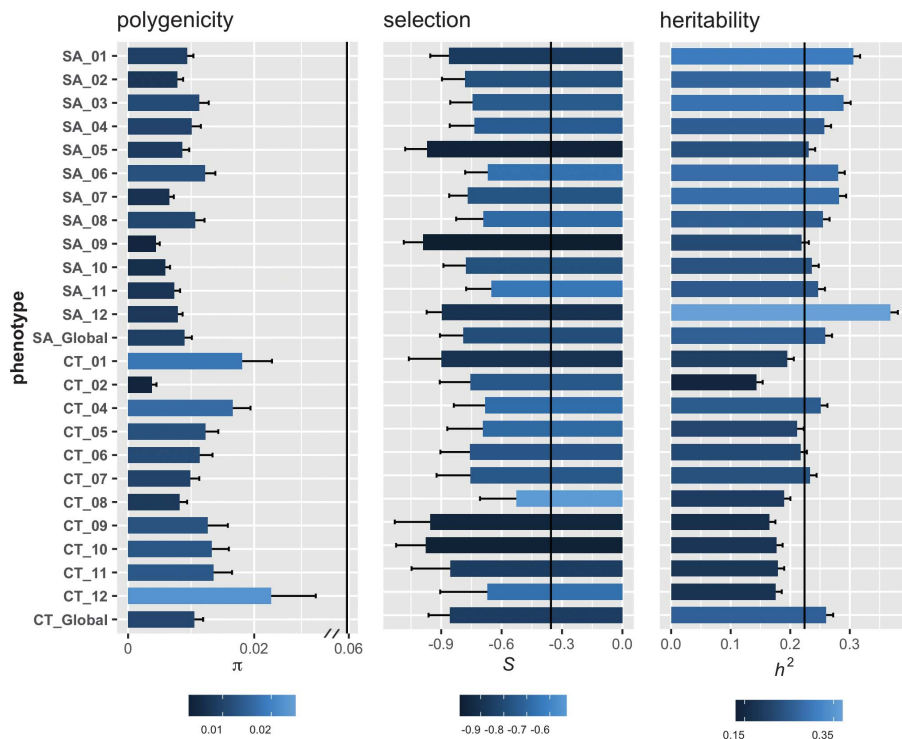 polygenicity
selection
heritability
phenotype
SA_01
SA_02
SA_03
SA_04
SA_05
SA_06
SA_07
SA_08
SA_09
SA_10
SA_11
SA_12
SA_Global
CT_01
CT_02
CT_04
CT_05
CT_06
CT_07
CT_08
CT_09
CT_10
CT_11
CT_12
CT_Global
0 0.02 // 0.06
π
-0.9 -0.6 -0.3 0.0
S
0.0 0.1 0.2 0.3
h²
0.01 0.02
-0.9 -0.8 -0.7 -0.6
0.15 0.35